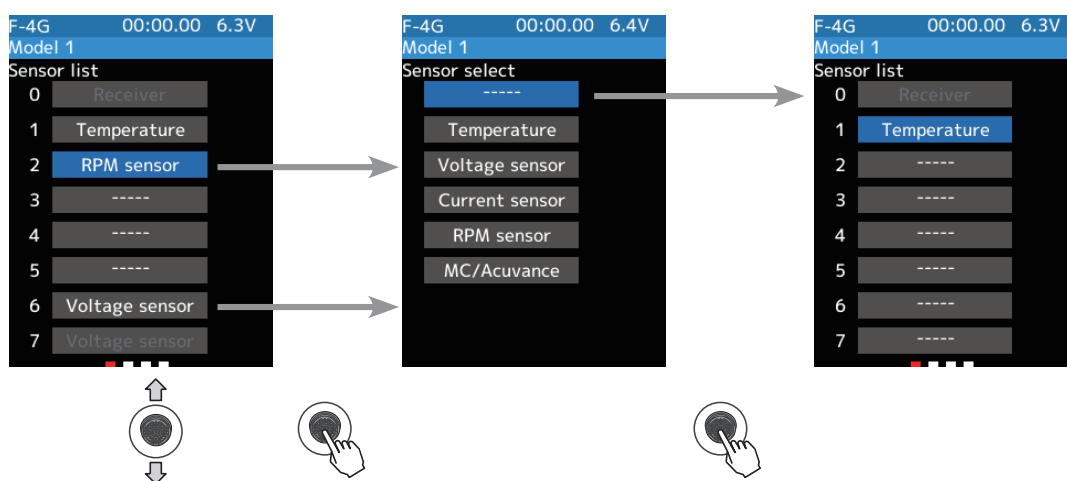 F-4G 00:00.00 6.3V
Model 1
Sensor list
0 Receiver
1 Temperature
2 RPM sensor
3 -----
4 -----
5 -----
6 Voltage sensor
7 Voltage sensor
F-4G 00:00.00 6.4V
Model 1
Sensor select
-----
Temperature
Voltage sensor
Current sensor
RPM sensor
MC/Acuvance
F-4G 00:00.00 6.3V
Model 1
Sensor list
0 Receiver
1 Temperature
2 -----
3 -----
4 -----
5 -----
6 -----
7 -----